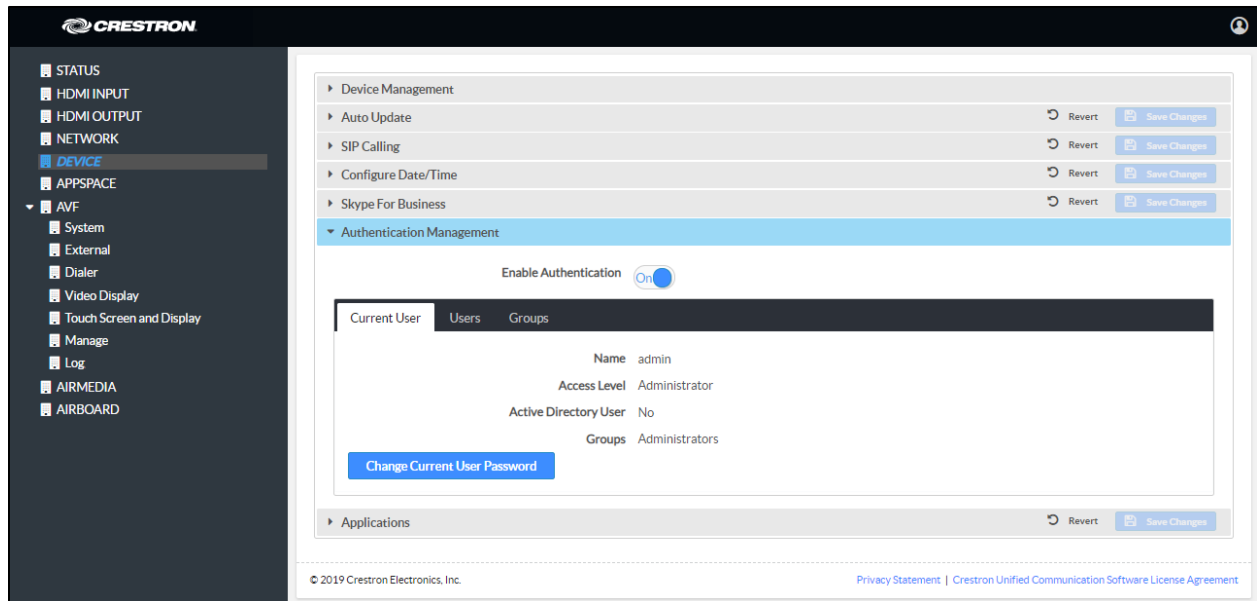 CRESTRON
STATUS
HDMI INPUT
HDMI OUTPUT
NETWORK
DEVICE
APPSPACE
AVF
System
External
Dialer
Video Display
Touch Screen and Display
Manage
Log
AIRMEDIA
AIRBOARD
Device Management
Auto Update Revert Save Changes
SIP Calling Revert Save Changes
Configure Date/Time Revert Save Changes
Skype For Business Revert Save Changes
Authentication Management
Enable Authentication On
Current User Users Groups
Name admin
Access Level Administrator
Active Directory User No
Groups Administrators
Change Current User Password
Applications Revert Save Changes
© 2019 Crestron Electronics, Inc. Privacy Statement | Crestron Unified Communication Software License Agreement